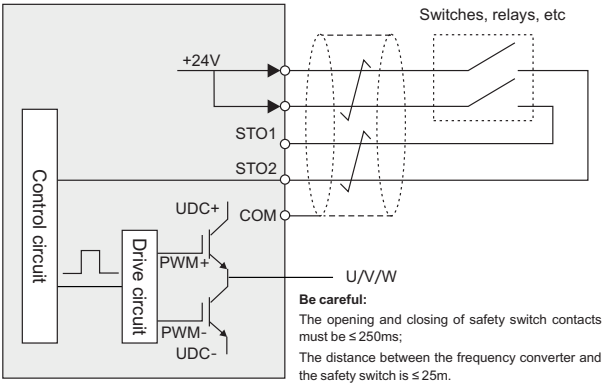 Switches, relays, etc
+24V
STO1
STO2
COM
Control circuit
Drive circuit
UDC+
PWM+
PWM-
UDC-
U/V/W
Be careful:
The opening and closing of safety switch contacts
must be ≤ 250ms;
The distance between the frequency converter and
the safety switch is ≤ 25m.